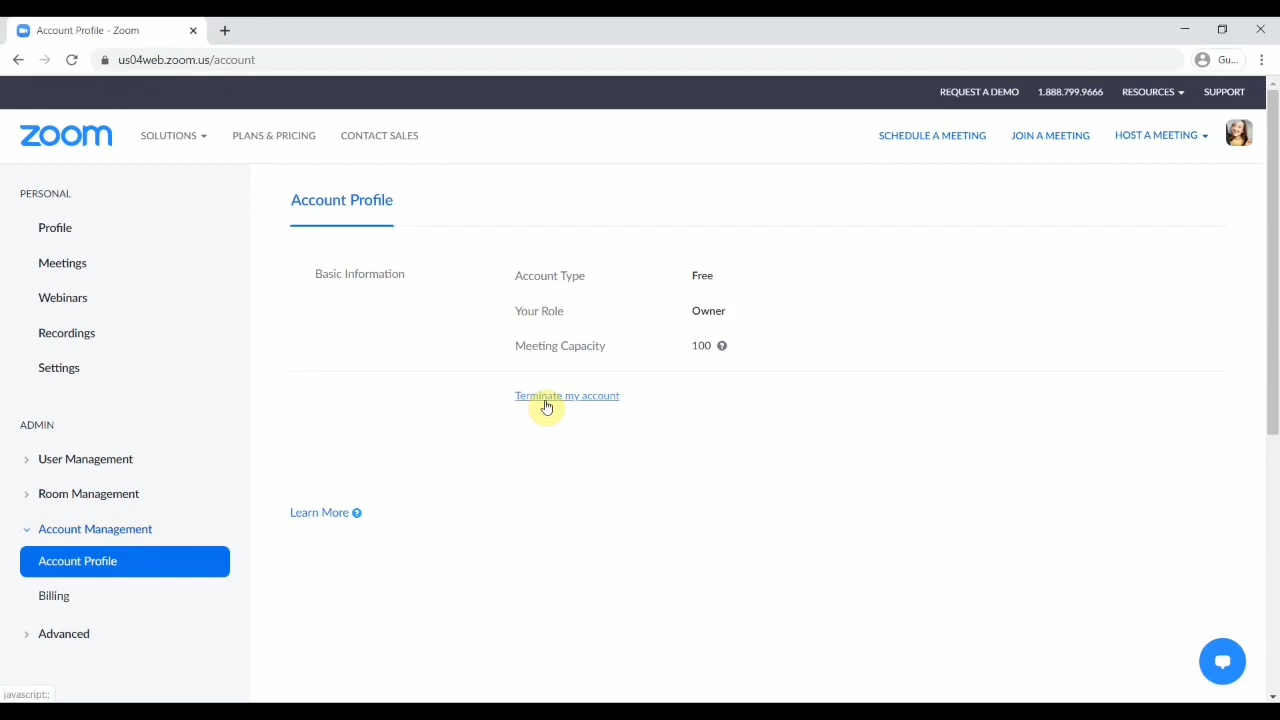 Account Profile - Zoom
us04web.zoom.us/account
Gu...
REQUEST A DEMO 1.888.799.9666 RESOURCES SUPPORT
zoom SOLUTIONS PLANS & PRICING CONTACT SALES SCHEDULE A MEETING JOIN A MEETING HOST A MEETING
PERSONAL
Profile
Meetings
Webinars
Recordings
Settings
ADMIN
User Management
Room Management
Account Management
Account Profile
Billing
Advanced
Account Profile
Basic Information
Account Type Free
Your Role Owner
Meeting Capacity 100
Terminate my account
Learn More
javascript:;